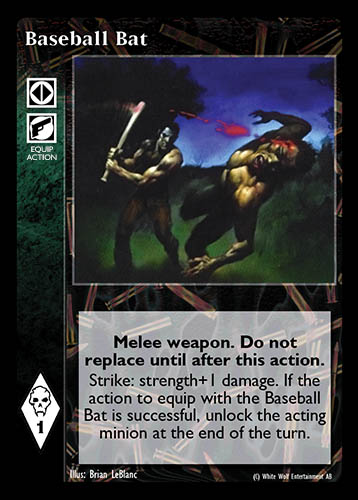 Baseball Bat
EQUIP
ACTION
Melee weapon. Do not
replace until after this action.
Strike: strength+1 damage. If the
action to equip with the Baseball
Bat is successful, unlock the acting
minion at the end of the turn.
1
Illus: Brian LeBlanc
(C) White Wolf Entertainment AB